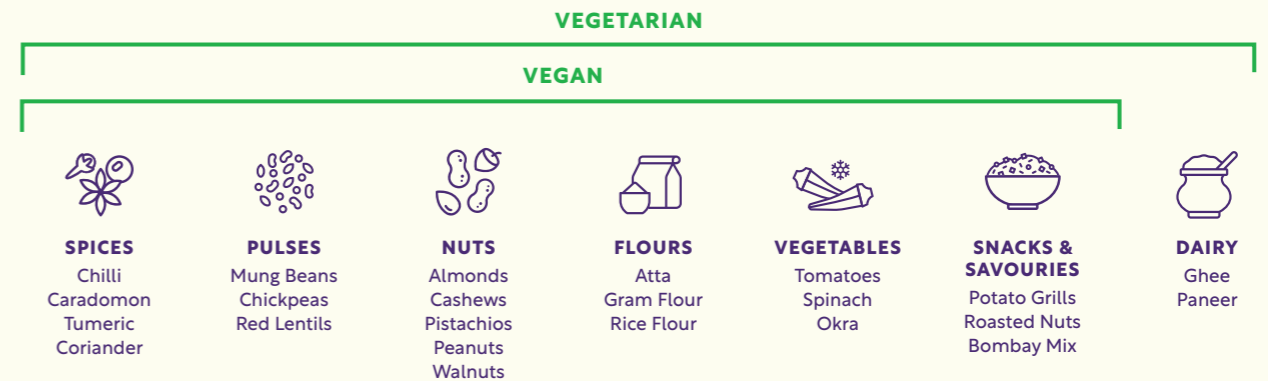 VEGETARIAN
VEGAN
SPICES
Chilli
Caradomon
Tumeric
Coriander
PULSES
Mung Beans
Chickpeas
Red Lentils
NUTS
Almonds
Cashews
Pistachios
Peanuts
Walnuts
FLOURS
Atta
Gram Flour
Rice Flour
VEGETABLES
Tomatoes
Spinach
Okra
SNACKS &
SAVOURIES
Potato Grills
Roasted Nuts
Bombay Mix
DAIRY
Ghee
Paneer